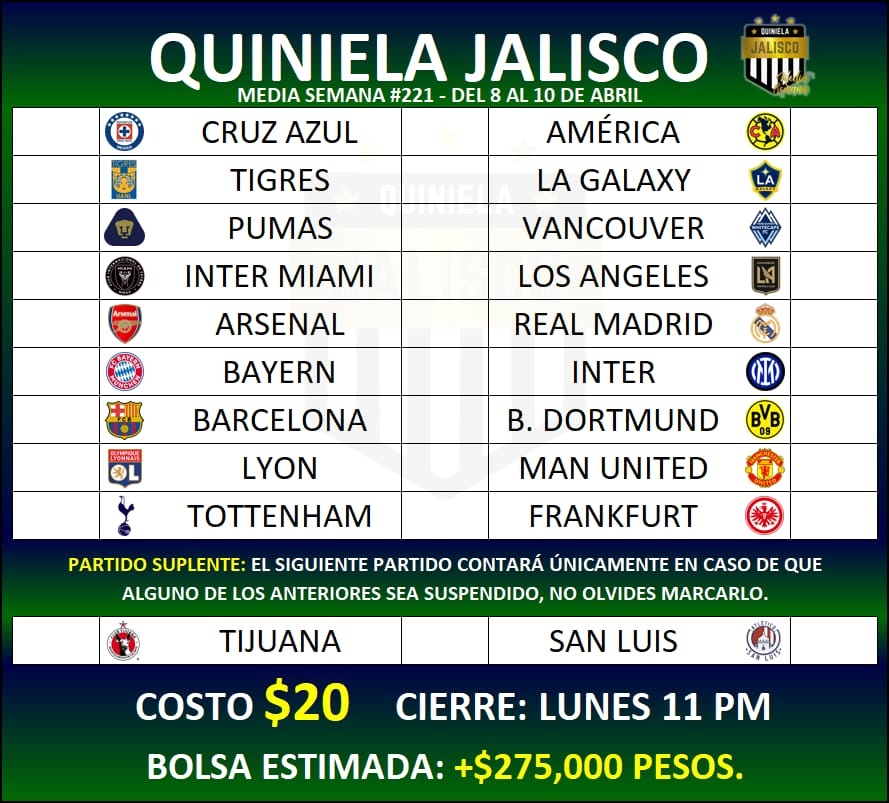 QUINIELA JALISCO
QUINIELA
JALISCO
MEDIA SEMANA #221 - DEL 8 AL 10 DE ABRIL
CRUZ AZUL AMÉRICA
TIGRES LA GALAXY
PUMAS VANCOUVER
INTER MIAMI LOS ANGELES
ARSENAL REAL MADRID
BAYERN INTER
BARCELONA B. DORTMUND
LYON MAN UNITED
TOTTENHAM FRANKFURT
PARTIDO SUPLENTE: EL SIGUIENTE PARTIDO CONTARÁ ÚNICAMENTE EN CASO DE QUE
ALGUNO DE LOS ANTERIORES SEA SUSPENDIDO, NO OLVIDES MARCARLO.
TIJUANA SAN LUIS
COSTO $20 CIERRE: LUNES 11 PM
BOLSA ESTIMADA: +$275,000 PESOS.